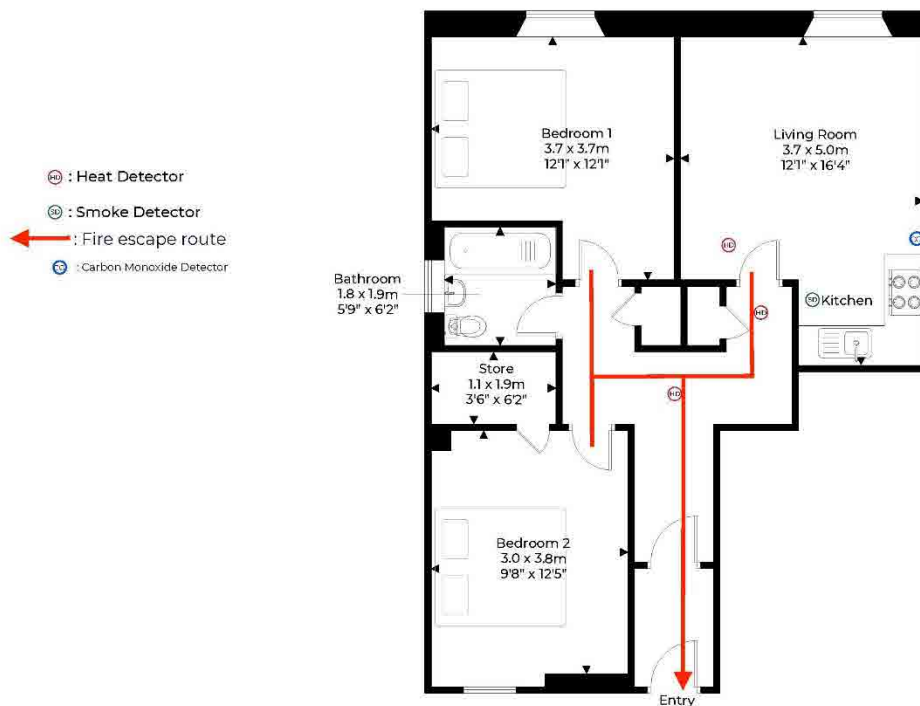 HD : Heat Detector
SD : Smoke Detector
: Fire escape route
CO : Carbon Monoxide Detector
Bedroom 1
3.7 x 3.7m
12'1" x 12'1"
Living Room
3.7 x 5.0m
12'1" x 16'4"
HD
CO
Bathroom
1.8 x 1.9m
5'9" x 6'2"
SD Kitchen
HD
Store
1.1 x 1.9m
3'6" x 6'2"
HD
Bedroom 2
3.0 x 3.8m
9'8" x 12'5"
Entry